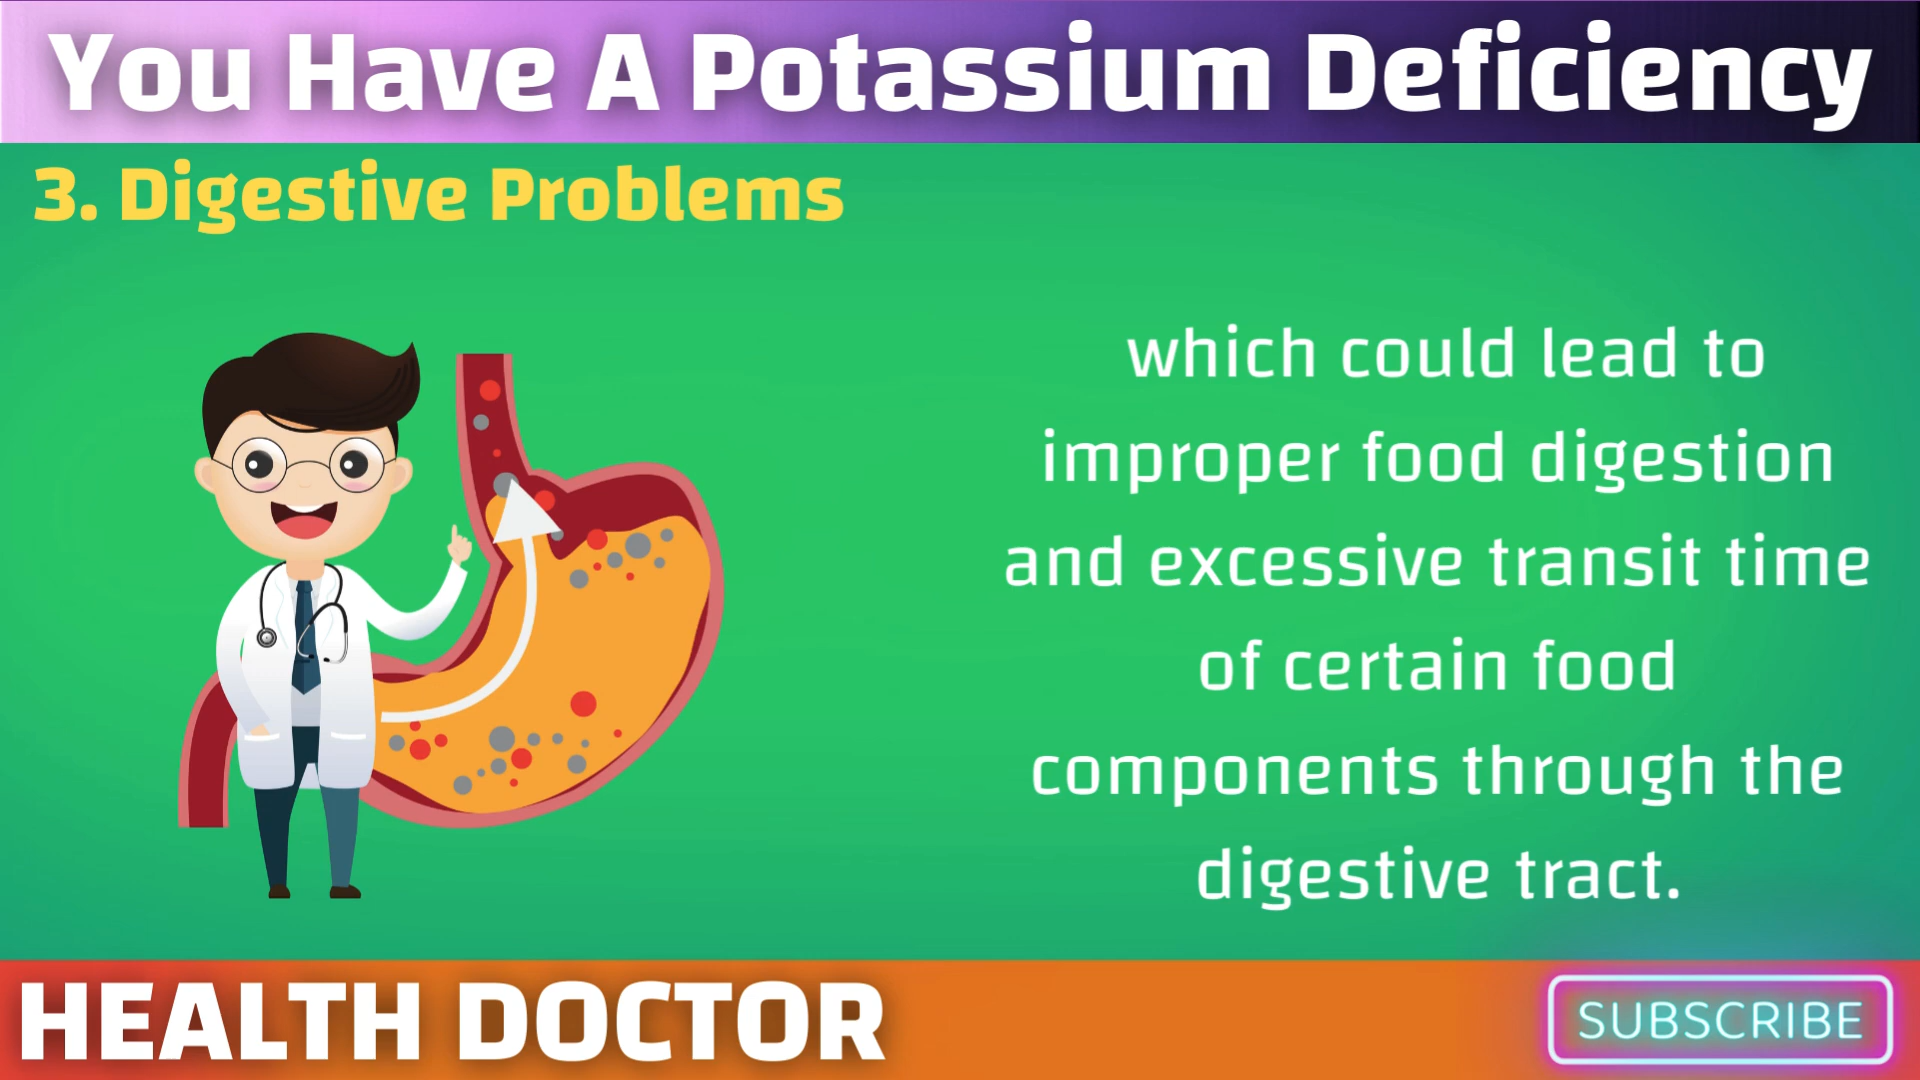 You Have A Potassium Deficiency
3. Digestive Problems
which could lead to
improper food digestion
and excessive transit time
of certain food
components through the
digestive tract.
HEALTH DOCTOR
SUBSCRIBE